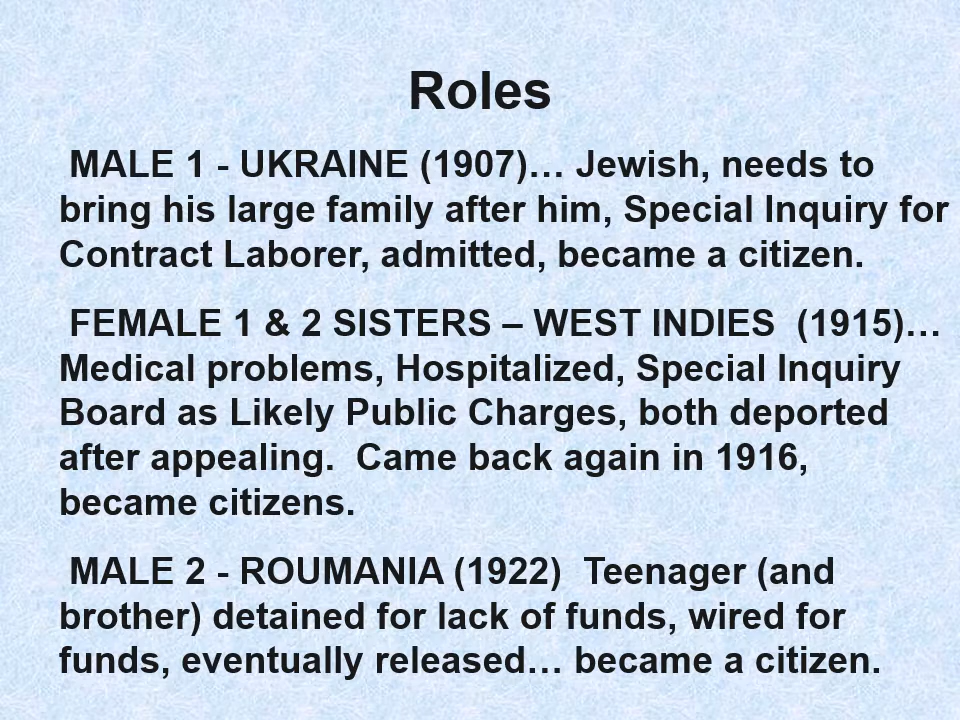 Roles
MALE 1 - UKRAINE (1907)… Jewish, needs to
bring his large family after him, Special Inquiry for
Contract Laborer, admitted, became a citizen.
FEMALE 1 & 2 SISTERS – WEST INDIES  (1915)…
Medical problems, Hospitalized, Special Inquiry
Board as Likely Public Charges, both deported
after appealing.  Came back again in 1916,
became citizens.
MALE 2 - ROUMANIA (1922)  Teenager (and
brother) detained for lack of funds, wired for
funds, eventually released… became a citizen.